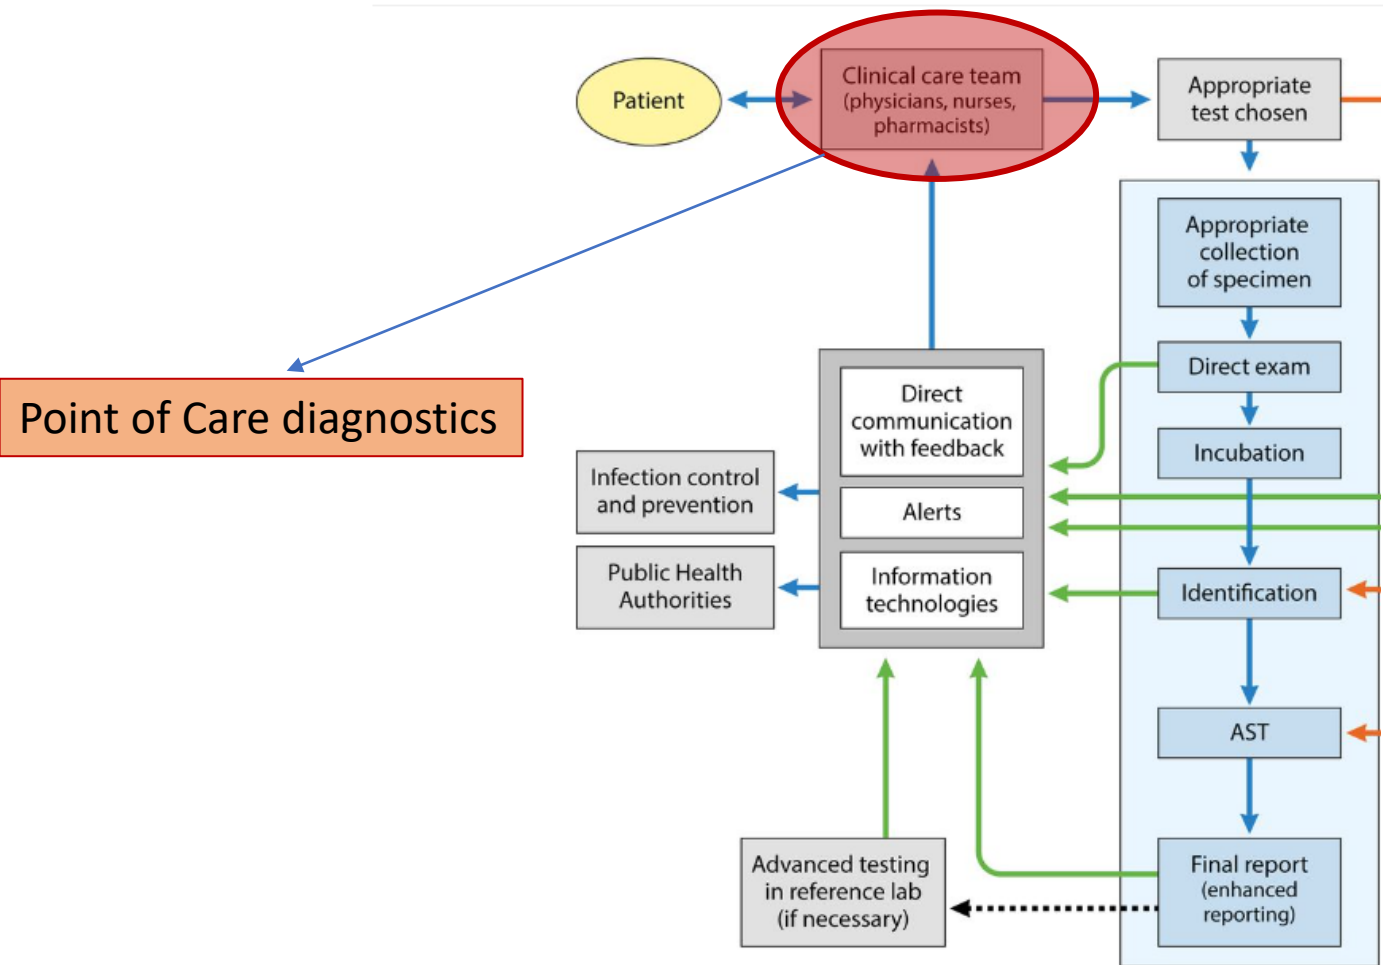 Patient
Clinical care team
(physicians, nurses,
pharmacists)
Appropriate
test chosen
Appropriate
collection
of specimen
Direct exam
Incubation
Identification
AST
Final report
(enhanced
reporting)
Direct
communication
with feedback
Alerts
Information
technologies
Point of Care diagnostics
Infection control
and prevention
Public Health
Authorities
Advanced testing
in reference lab
(if necessary)